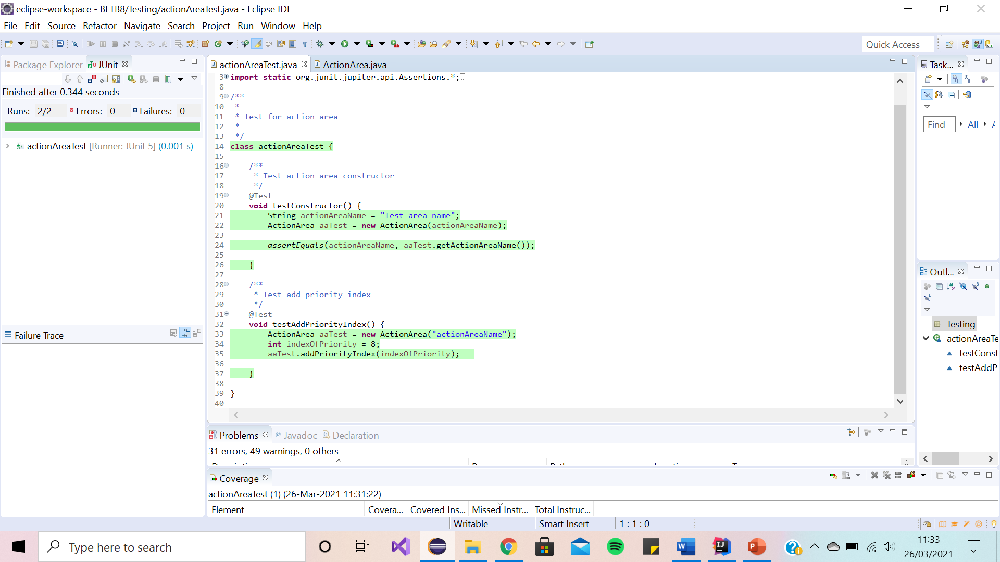 eclipse-workspace - BFTB8/Testing/actionAreaTest.java - Eclipse IDE
File Edit Source Refactor Navigate Search Project Run Window Help
Quick Access
Package Explorer JUnit
Finished after 0.344 seconds
Runs: 2/2 Errors: 0 Failures: 0
actionAreaTest [Runner: JUnit 5] (0.001 s)
Failure Trace
actionAreaTest.java ActionArea.java
3 import static org.junit.jupiter.api.Assertions.*;
8
9 /**
10 *
11 * Test for action area
12 *
13 */
14 class actionAreaTest {
15
16 /**
17 * Test action area constructor
18 */
19 @Test
20 void testConstructor() {
21 String actionAreaName = "Test area name";
22 ActionArea aaTest = new ActionArea(actionAreaName);
23
24 assertEquals(actionAreaName, aaTest.getActionAreaName());
25
26 }
27
28 /**
29 * Test add priority index
30 */
31 @Test
32 void testAddPriorityIndex() {
33 ActionArea aaTest = new ActionArea("actionAreaName");
34 int indexOfPriority = 8;
35 aaTest.addPriorityIndex(indexOfPriority);
36
37 }
38
39 }
40
Problems @ Javadoc Declaration
31 errors, 49 warnings, 0 others
Coverage
actionAreaTest (1) (26-Mar-2021 11:31:22)
Element Covera... Covered Ins... Missed Instr... Total Instruc...
Task...
Find All
Outl...
Testing
actionAreaTe
testConst
testAddP
Writable Smart Insert 1 : 1 : 0
Type here to search
11:33
26/03/2021